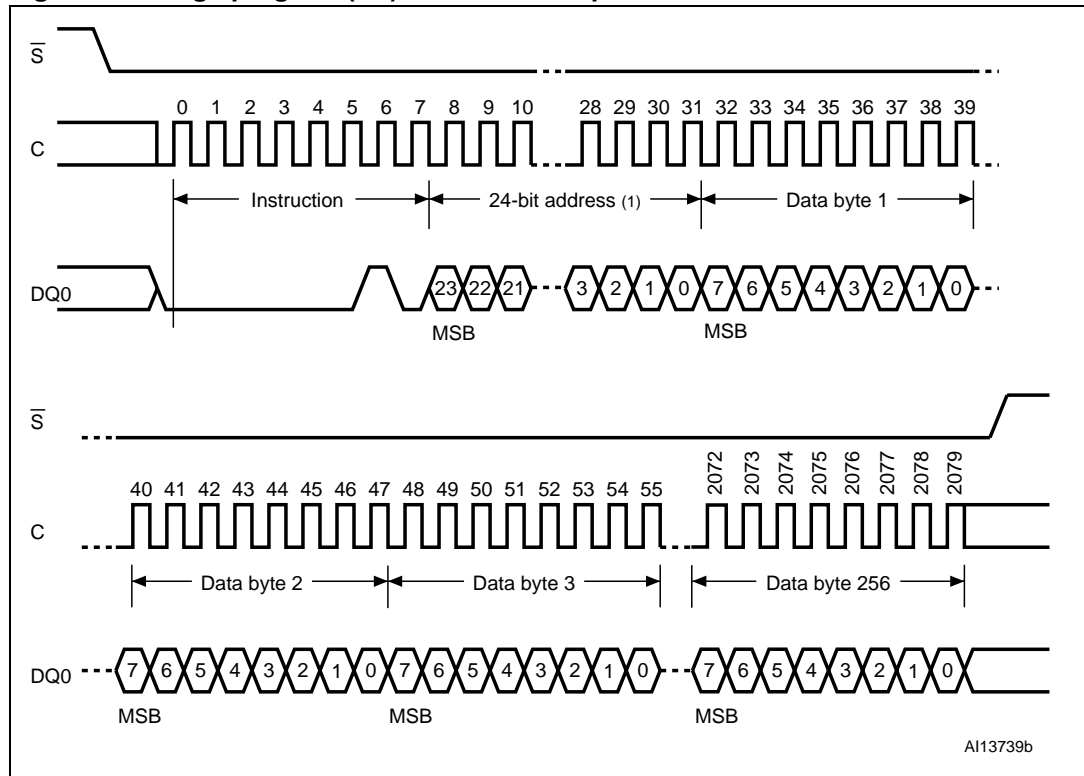 S
0 1 2 3 4 5 6 7 8 9 10 28 29 30 31 32 33 34 35 36 37 38 39
C
Instruction 24-bit address (1) Data byte 1
DQ0 23 22 21 3 2 1 0 7 6 5 4 3 2 1 0
MSB MSB
S
40 41 42 43 44 45 46 47 48 49 50 51 52 53 54 55 2072 2073 2074 2075 2076 2077 2078 2079
C
Data byte 2 Data byte 3 Data byte 256
DQ0 7 6 5 4 3 2 1 0 7 6 5 4 3 2 1 0 7 6 5 4 3 2 1 0
MSB MSB MSB
AI13739b